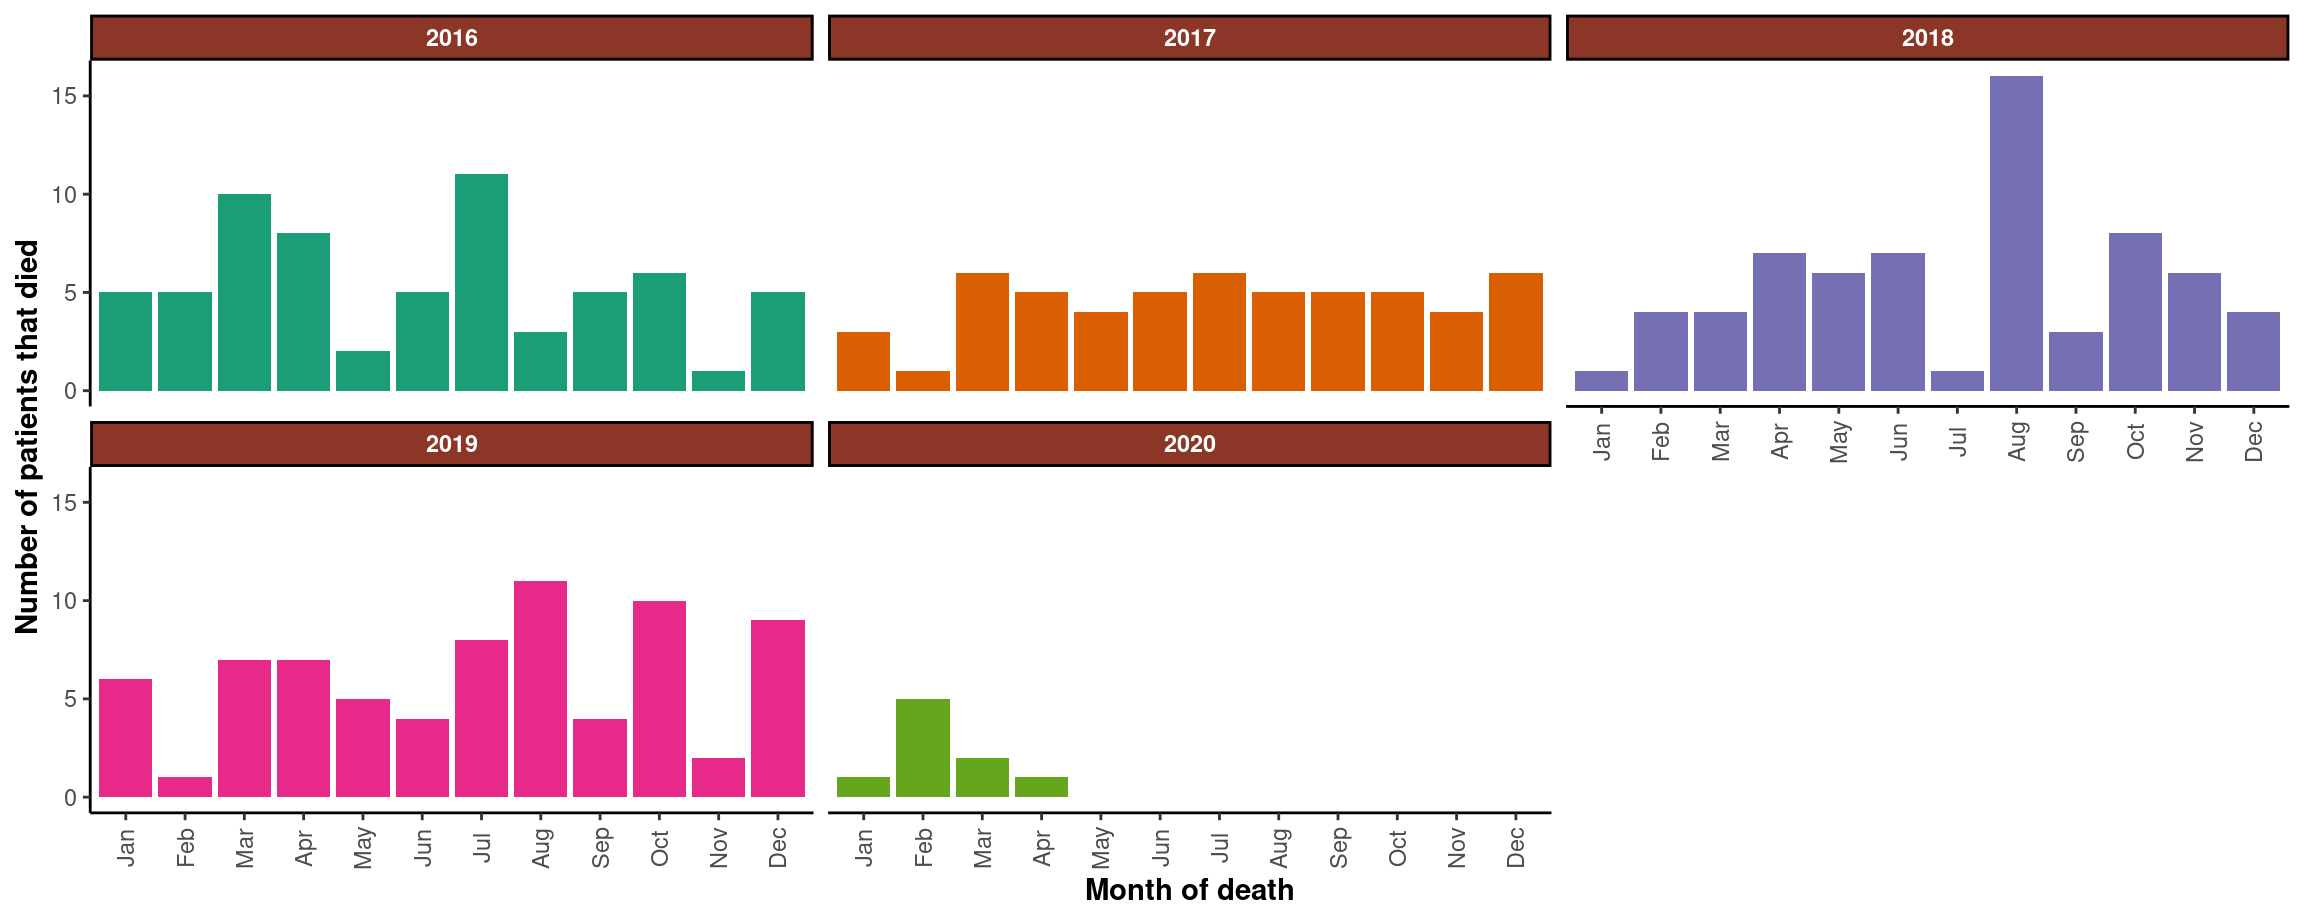 2016
2017
2018
Number of patients that died
15
10
5
0
Jan Feb Mar Apr May Jun Jul Aug Sep Oct Nov Dec
2019
2020
15
10
5
0
Jan Feb Mar Apr May Jun Jul Aug Sep Oct Nov Dec
Jan Feb Mar Apr May Jun Jul Aug Sep Oct Nov Dec
Month of death